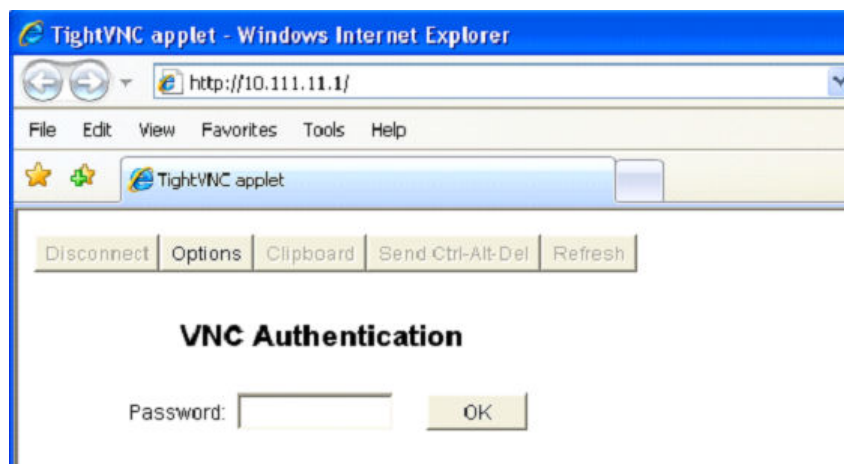 TightVNC applet - Windows Internet Explorer
http://10.111.11.1/
File Edit View Favorites Tools Help
TightVNC applet
Disconnect Options Clipboard Send Ctrl-Alt-Del Refresh
VNC Authentication
Password: OK